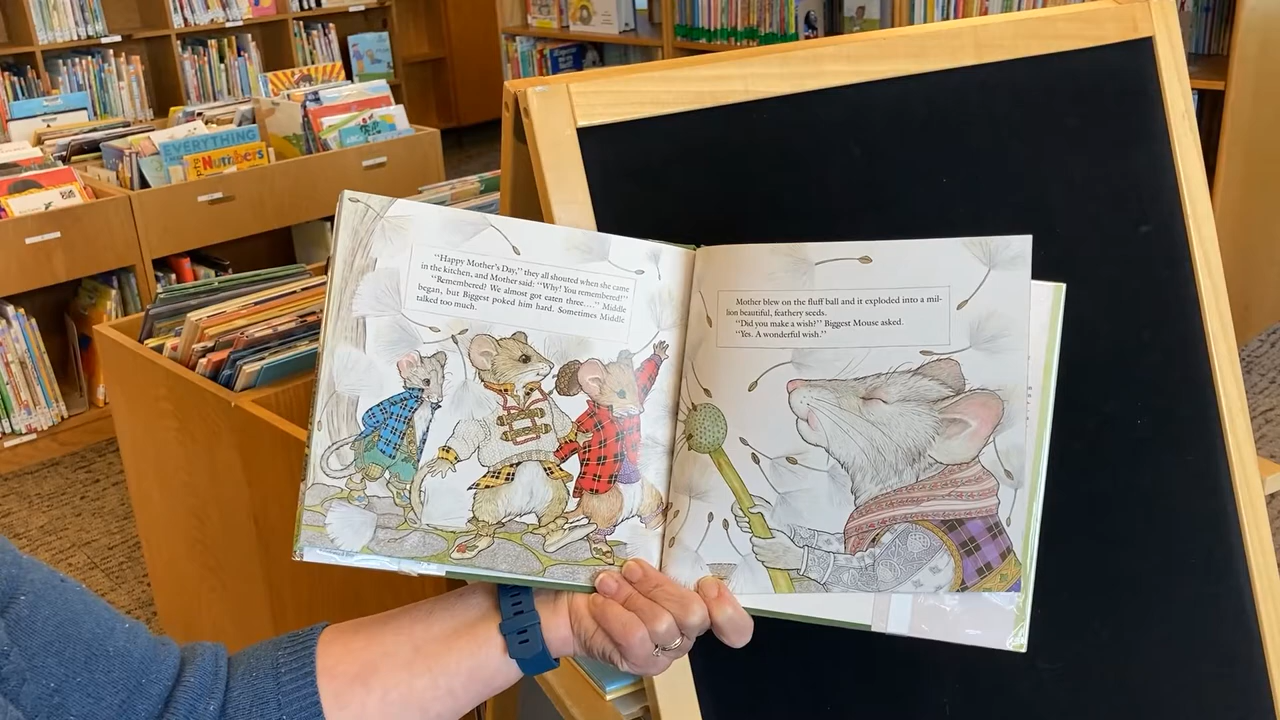 EVERYTHING
Numbers
"Happy Mother's Day," they all shouted when she came
in the kitchen, and Mother said: "Why! You remembered!"
"Remembered? We almost got eaten three...." Middle
began, but Biggest poked him hard. Sometimes Middle
talked too much.
Mother blew on the fluff ball and it exploded into a mil-
lion beautiful, feathery seeds.
"Did you make a wish?" Biggest Mouse asked.
"Yes. A wonderful wish."